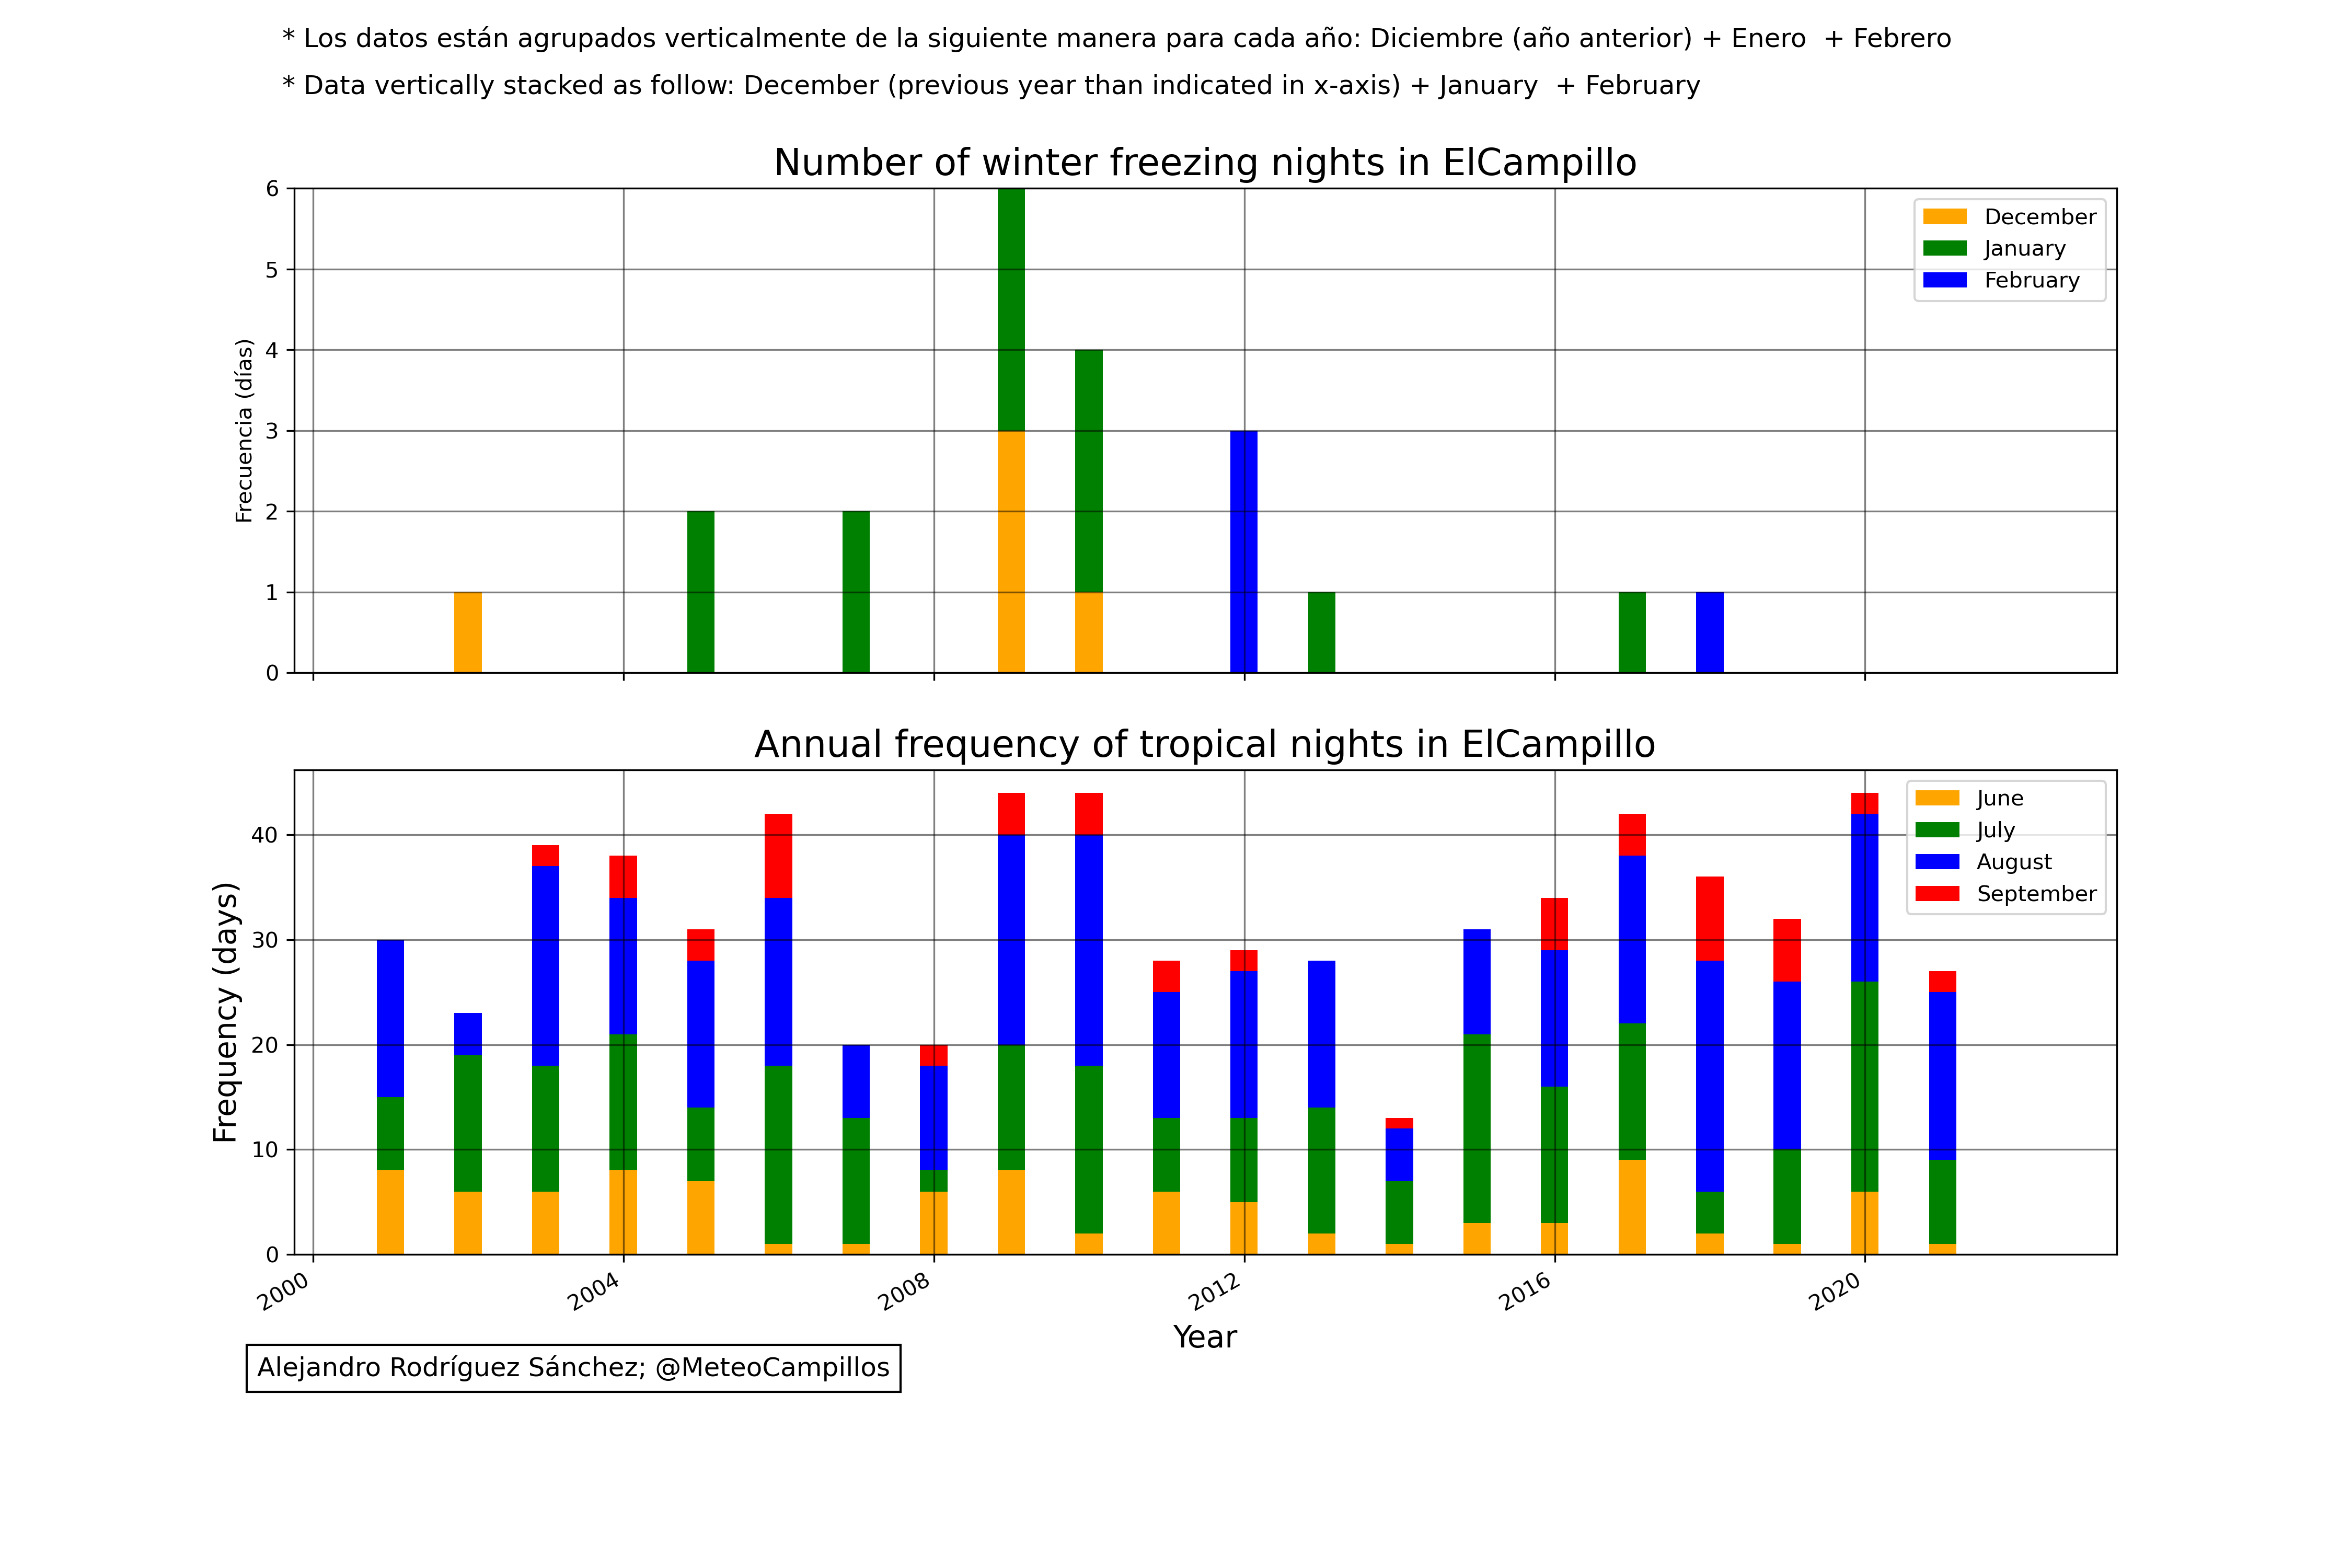 * Los datos están agrupados verticalmente de la siguiente manera para cada año: Diciembre (año anterior) + Enero  + Febrero
* Data vertically stacked as follow: December (previous year than indicated in x-axis) + January  + February
Number of winter freezing nights in ElCampillo
6
5
4
3
2
1
0
Frecuencia (días)
December
January
February
Annual frequency of tropical nights in ElCampillo
40
30
20
10
0
Frequency (days)
June
July
August
September
2000
2004
2008
2012
2016
2020
Year
Alejandro Rodríguez Sánchez; @MeteoCampillos